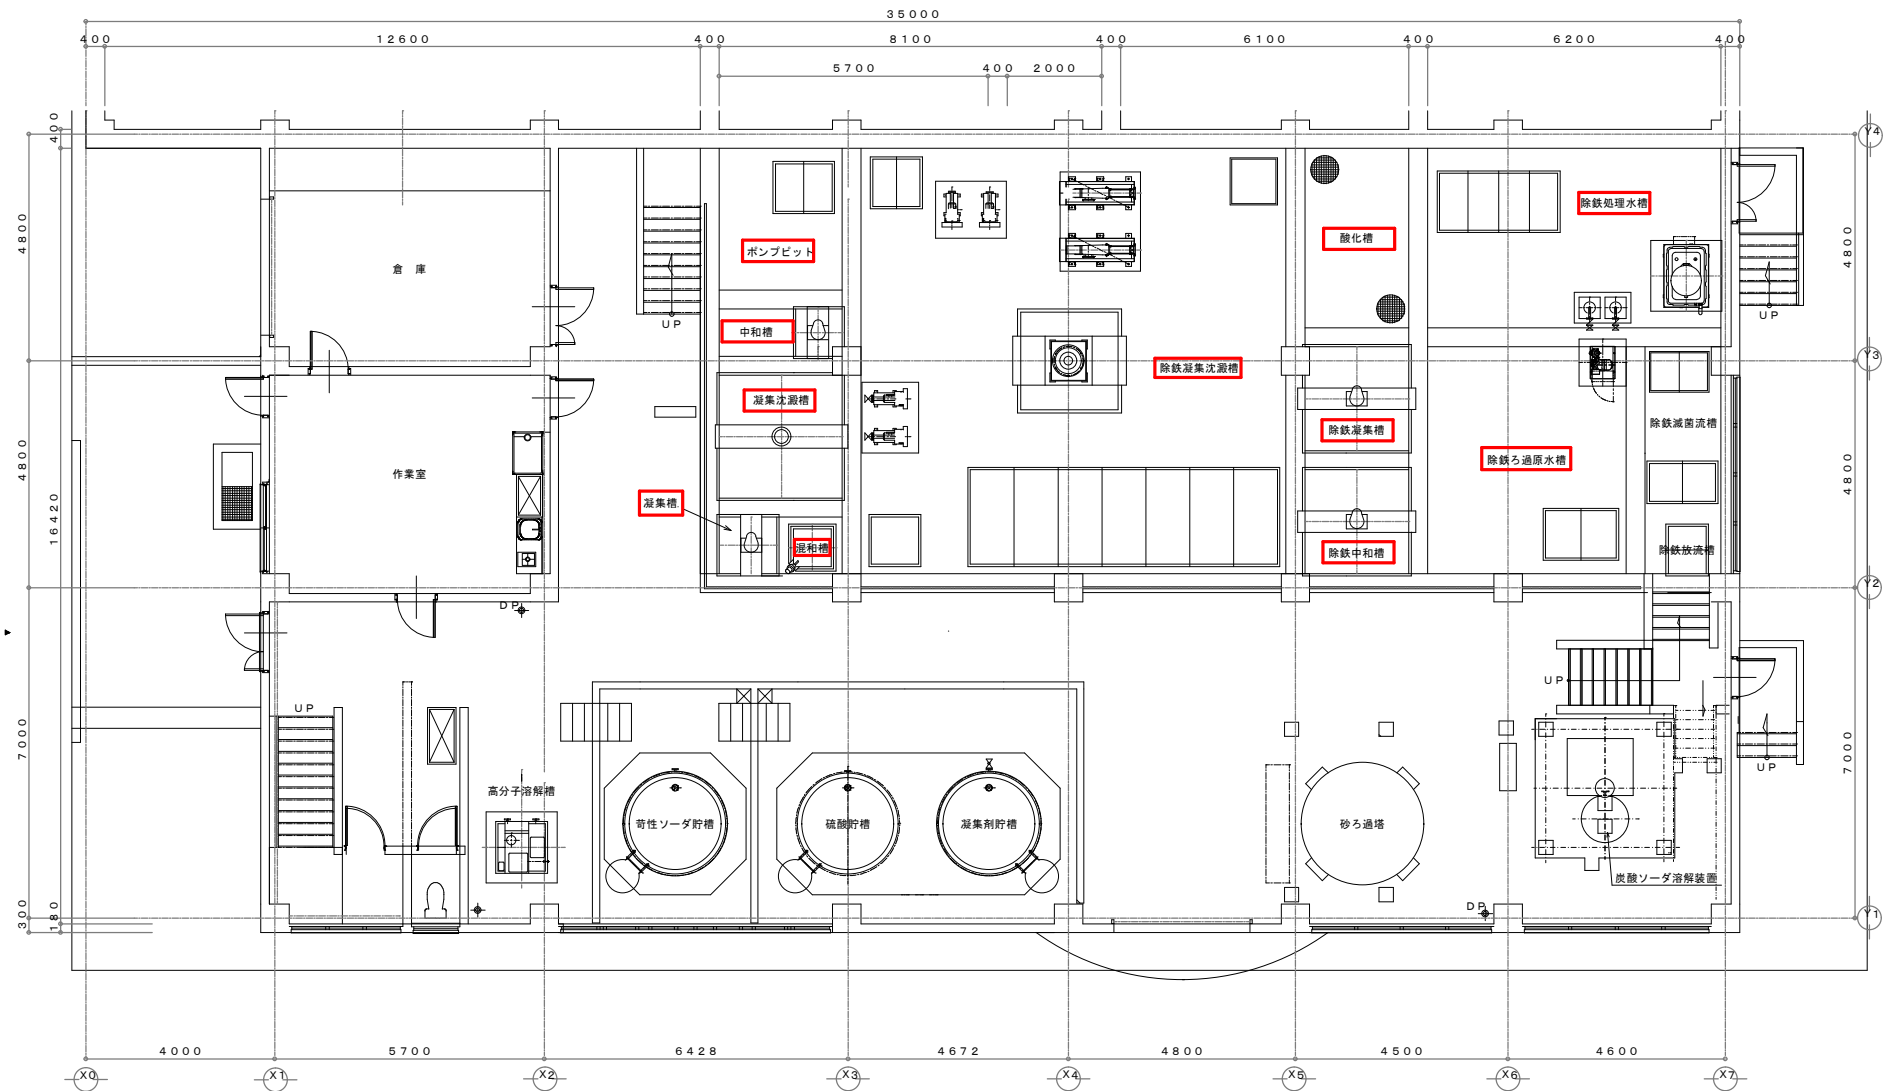 35000
400 12600 400 8100 400 6100 400 6200 400
5700 400 2000
400
Y4
4800
4800
除鉄処理水槽
酸化槽
ポンプピット
倉 庫
UP
UP
中和槽
Y3
除鉄凝集沈澱槽
凝集沈澱槽
除鉄凝集槽
除鉄滅菌流槽
除鉄ろ過原水槽
4800
4800
作業室
16420
凝集槽
混和槽
除鉄中和槽
除鉄放流槽
Y2
DP
UP
UP
7000
7000
UP
高分子溶解槽
苛性ソーダ貯槽
硫酸貯槽
凝集剤貯槽
砂ろ過塔
炭酸ソーダ溶解装置
DP
300
180
Y1
4000 5700 6428 4672 4800 4500 4600
X0 X1 X2 X3 X4 X5 X6 X7